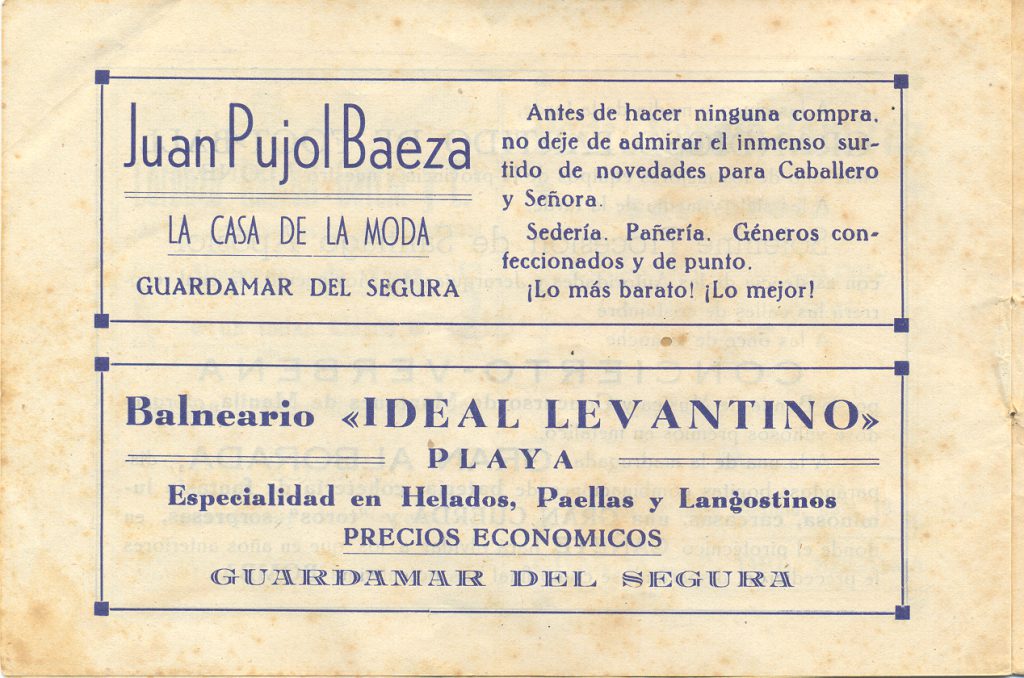 Juan Pujol Baeza
LA CASA DE LA MODA
GUARDAMAR DEL SEGURA
Antes de hacer ninguna compra,
no deje de admirar el inmenso sur-
tido de novedades para Caballero
y Señora.
Sedería. Pañería. Géneros con-
feccionados y de punto.
¡Lo más barato! ¡Lo mejor!
Balneario «IDEAL LEVANTINO»
PLAYA
Especialidad en Helados, Paellas y Langostinos
PRECIOS ECONOMICOS
GUARDAMAR DEL SEGURA